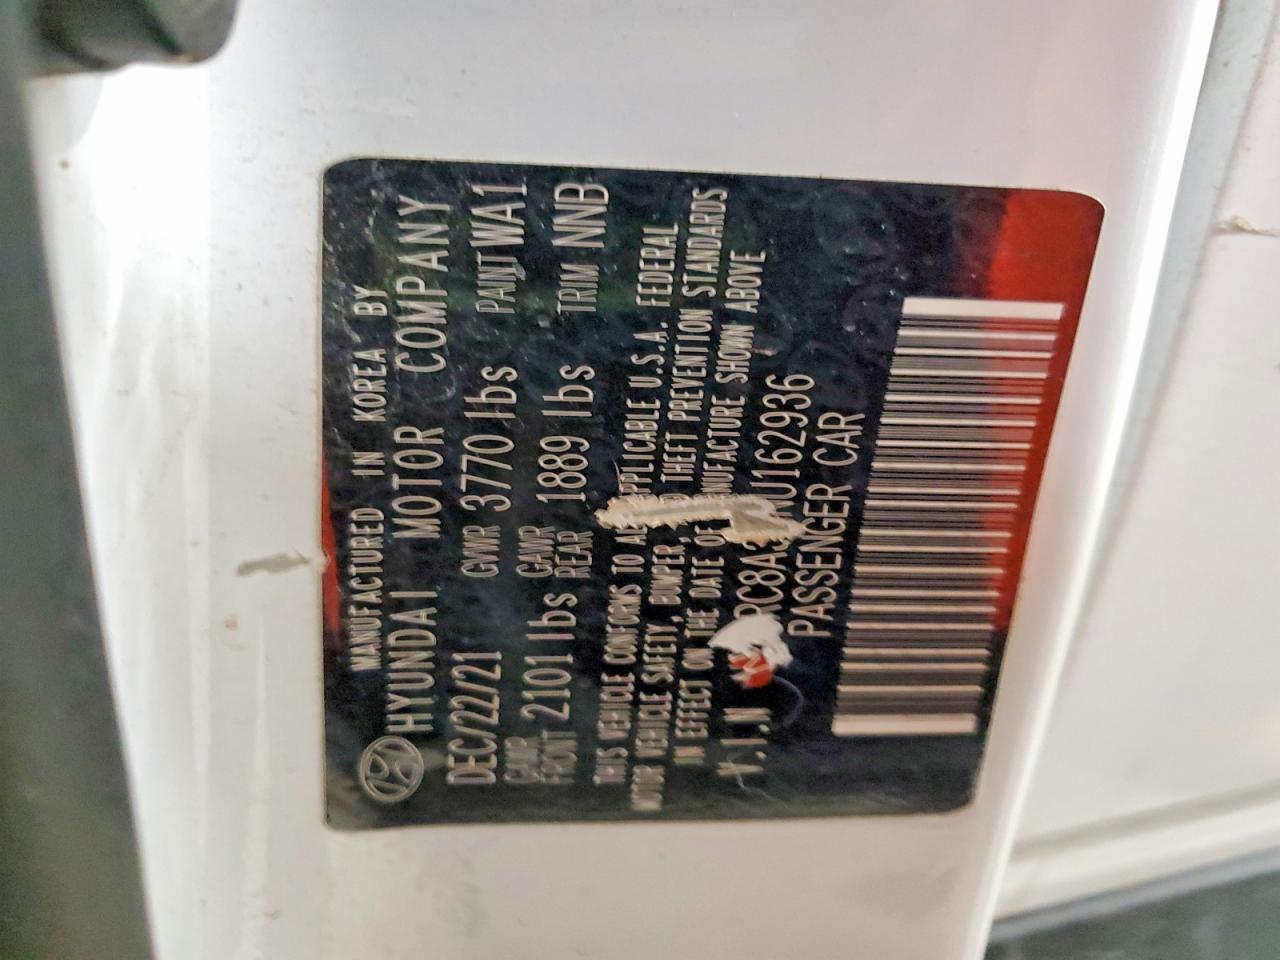 MANUFACTURED IN KOREA BY
HYUNDAI MOTOR COMPANY
DEC/22/21 GVWR 3770 lbs PAINT WA1
GAWR FRONT 2101 lbs GAWR REAR 1889 lbs TRIM NNB
THIS VEHICLE CONFORMS TO APPLICABLE U.S.A. FEDERAL
MOTOR VEHICLE SAFETY, BUMPER, THEFT PREVENTION STANDARDS
IN EFFECT ON THE DATE OF MANUFACTURE SHOWN ABOVE
V.I.N RC8A3 NU162936
PASSENGER CAR